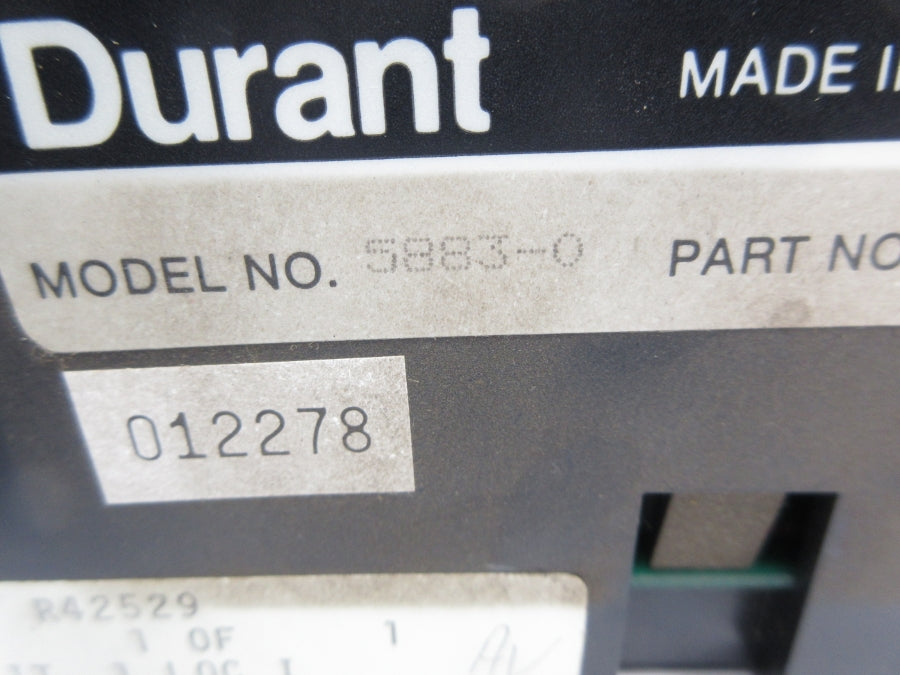 Durant MADE
MODEL NO. 5883-0 PART NO
012278
R42529
1 OF 1